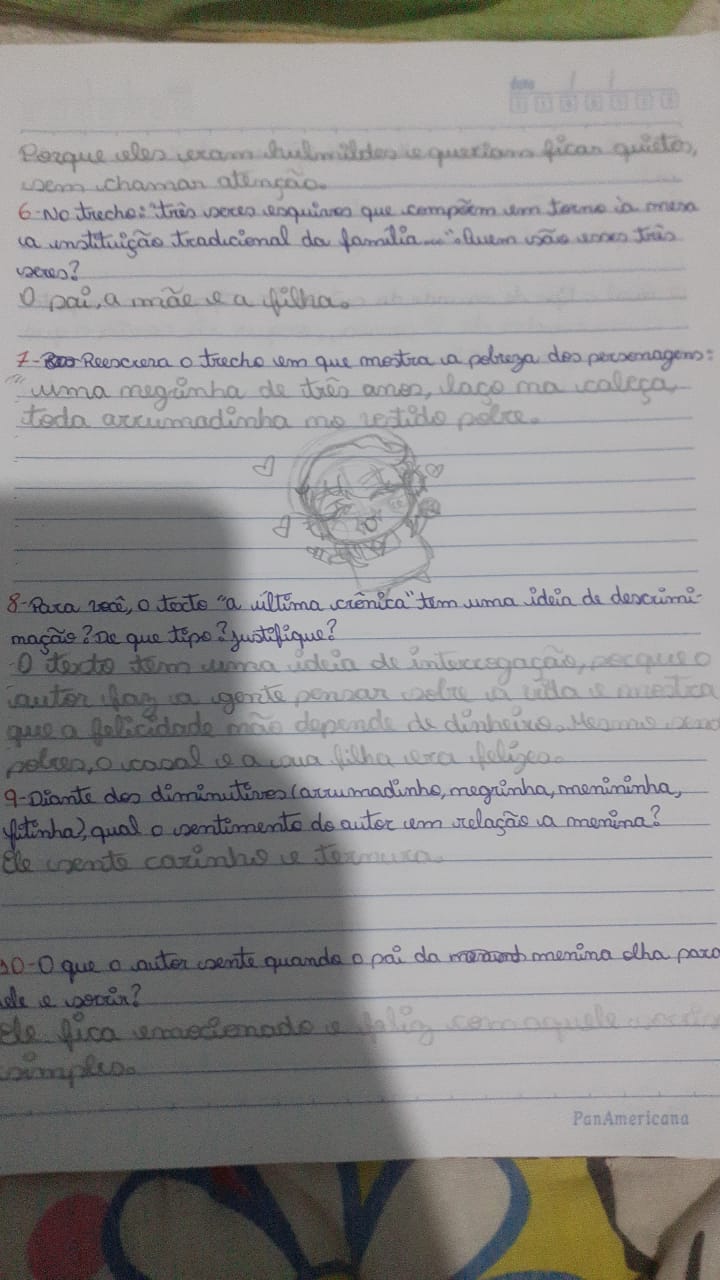 data / /
Porque eles eram hulmildes e queriam ficar quietos,
sem chamar atenção.
6-No trecho: "três seres esquivos que compõem em torno à mesa
a instituição tradicional da família...". Quem são esses três
seres?
O pai, a mãe e a filha.
7- Reescreva o trecho em que mostra a pobreza dos personagens:
"uma negrinha de três anos, laço na cabeça,
toda arrumadinha no vestido pobre.
8-Para você, o texto "a última crônica" tem uma ideia de descrimi-
nação? De que tipo? Justifique?
O texto tem uma ideia de interrogação, porque o
autor faz a gente pensar sobre a vida e mostra
que a felicidade não depende de dinheiro. Mesmo sendo
pobres, o casal e a sua filha era felizes.
9-Diante dos diminutivos (arrumadinho, negrinha, menininha,
fitinha), qual o sentimento do autor em relação a menina?
Ele sente carinho e ternura.
10-O que o autor sente quando o pai da menina olha para
ele e sorir?
Ele fica emocionado e feliz com aquele
simples.
PanAmericana